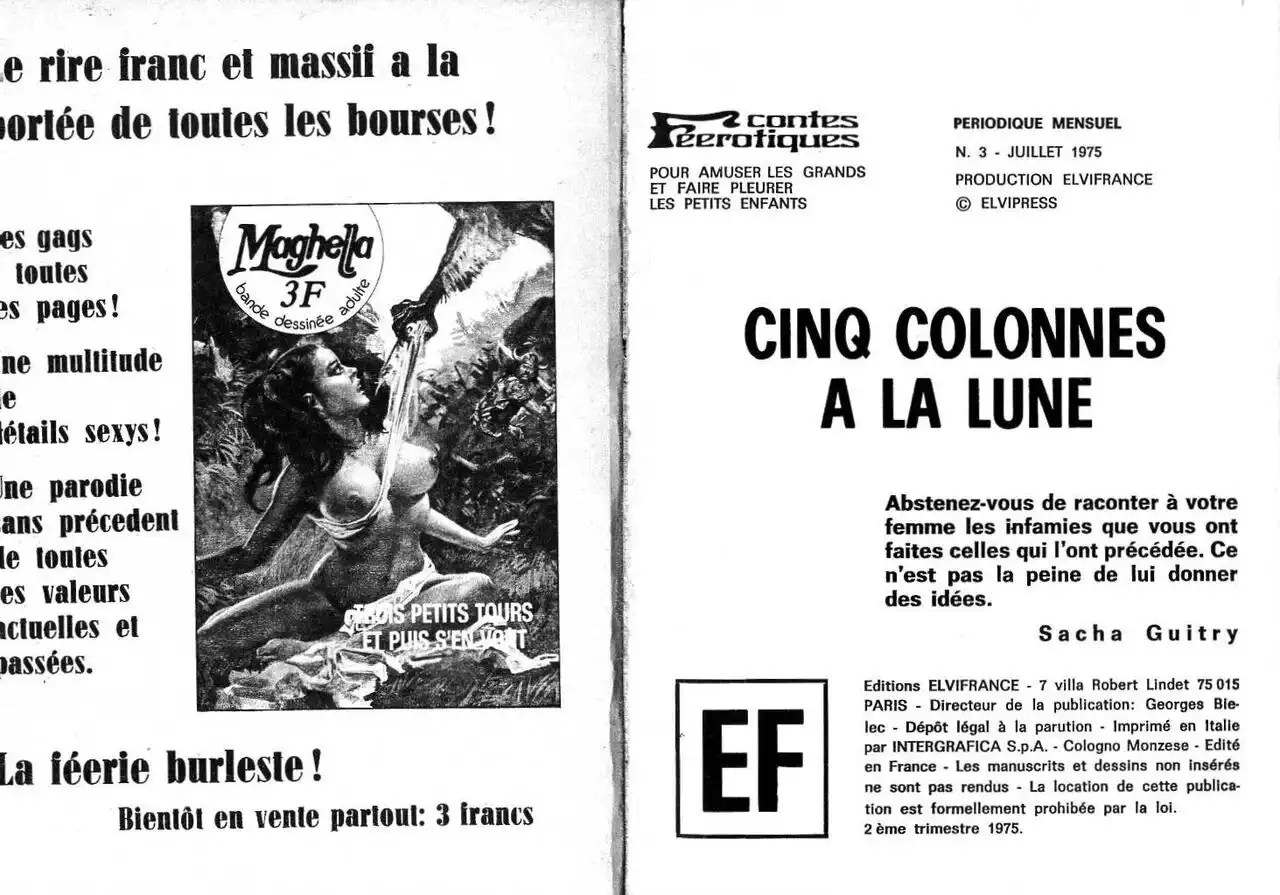 e rire franc et massif a la
ortée de toutes les bourses!
es gags
toutes
es pages!
ne multitude
e
étails sexys!
ne parodie
ans précedent
de toutes
es valeurs
actuelles et
passées.
Maghella
3F
bande dessinée adulte
TROIS PETITS TOURS
ET PUIS S'EN VONT
La féerie burleste!
Bientôt en vente partout: 3 francs
contes
Féerotiques
POUR AMUSER LES GRANDS
ET FAIRE PLEURER
LES PETITS ENFANTS
PERIODIQUE MENSUEL
N. 3 - JUILLET 1975
PRODUCTION ELVIFRANCE
© ELVIPRESS
CINQ COLONNES
A LA LUNE
Abstenez-vous de raconter à votre
femme les infamies que vous ont
faites celles qui l'ont précédée. Ce
n'est pas la peine de lui donner
des idées.
Sacha Guitry
EF
Editions ELVIFRANCE - 7 villa Robert Lindet 75 015
PARIS - Directeur de la publication: Georges Bie-
lec - Dépôt légal à la parution - Imprimé en Italie
par INTERGRAFICA S.p.A. - Cologno Monzese - Edité
en France - Les manuscrits et dessins non insérés
ne sont pas rendus - La location de cette publica-
tion est formellement prohibée par la loi.
2 ème trimestre 1975.